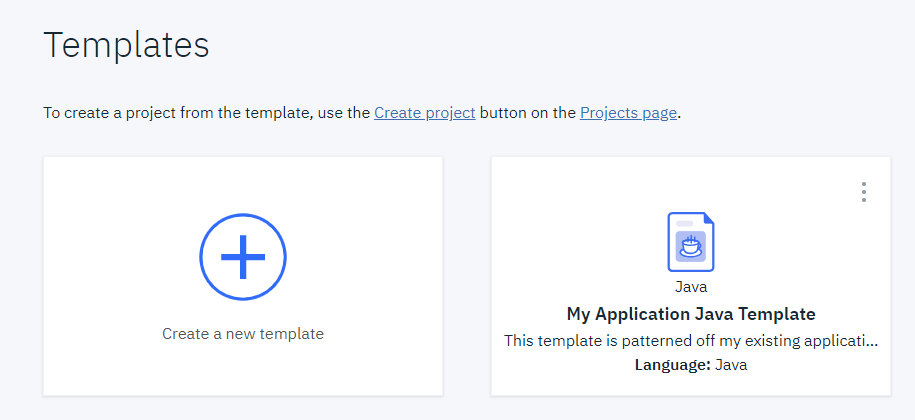 Templates
To create a project from the template, use the Create project button on the Projects page.
Create a new template
Java
My Application Java Template
This template is patterned off my existing applicati...
Language: Java